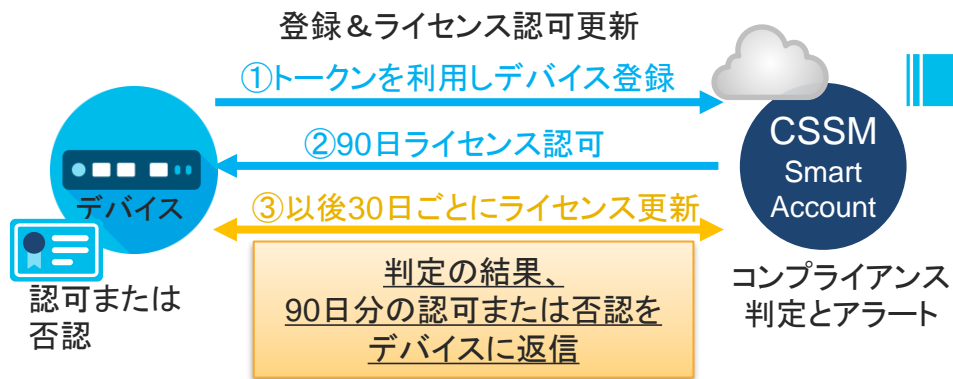 登録＆ライセンス認可更新
①トークンを利用しデバイス登録
②90日ライセンス認可
③以後30日ごとにライセンス更新
デバイス
認可または
否認
判定の結果、
90日分の認可または否認を
デバイスに返信
CSSM
Smart
Account
コンプライアンス
判定とアラート